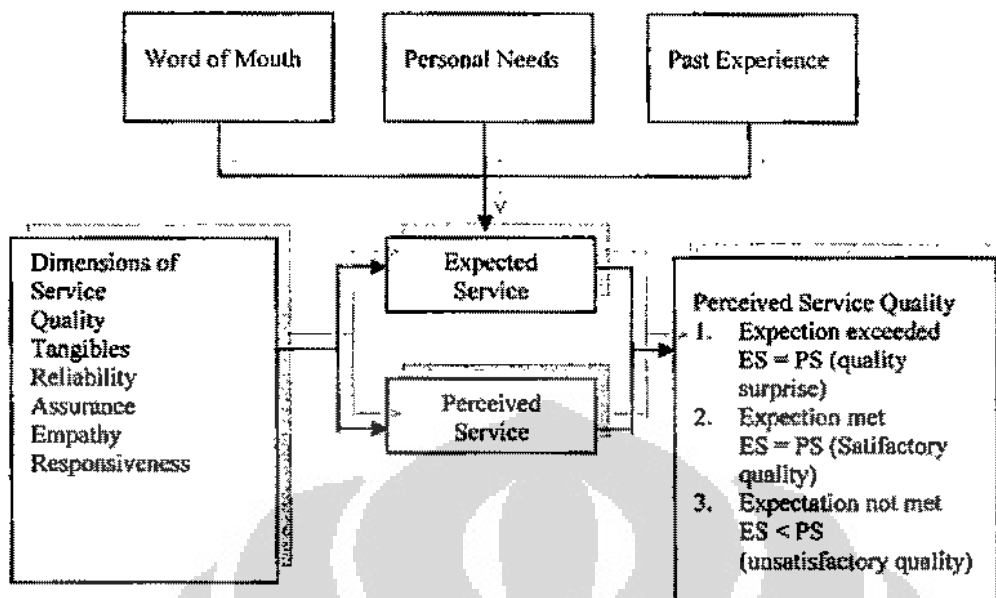 Word of Mouth
Personal Needs
Past Experience
Dimensions of
Service
Quality
Tangibles
Reliability
Assurance
Empathy
Responsiveness
Expected
Service
Perceived
Service
Perceived Service Quality
1. Expection exceeded
ES = PS (quality
surprise)
2. Expection met
ES = PS (Satifactory
quality)
3. Expectation not met
ES < PS
(unsatisfactory quality)